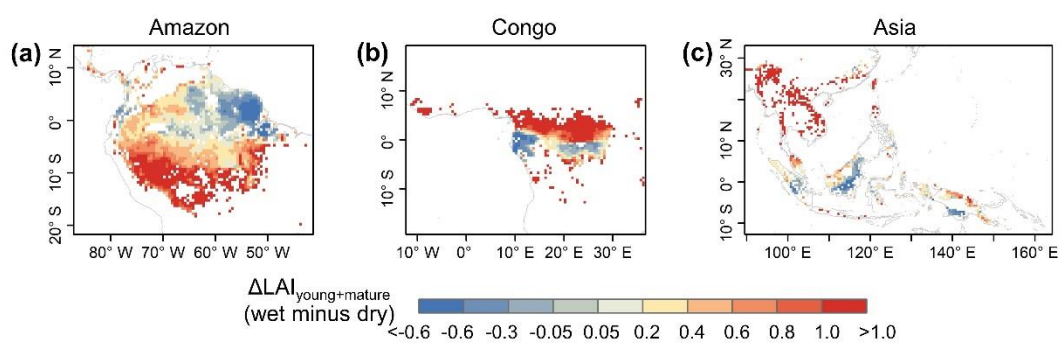 Amazon
Congo
Asia
(a)
(b)
(c)
10° N
0°
10° S
20° S
80° W 70° W 60° W 50° W
10° N
0°
10° S
10° W 0° 10° E 20° E 30° E
30° N
20° N
10° N
0°
10° S
100° E 120° E 140° E 160° E
ΔLAIyoung+mature
(wet minus dry)
<-0.6 -0.6 -0.3 -0.05 0.05 0.2 0.4 0.6 0.8 1.0 >1.0